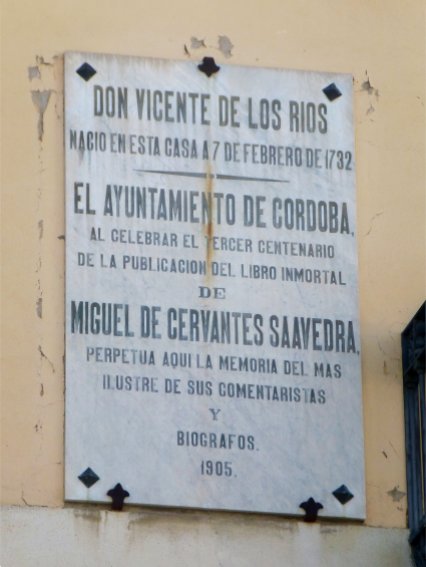 DON VICENTE DE LOS RIOS
NACIO EN ESTA CASA A 7 DE FEBRERO DE 1732
EL AYUNTAMIENTO DE CORDOBA,
AL CELEBRAR EL TERCER CENTENARIO
DE LA PUBLICACION DEL LIBRO INMORTAL
DE
MIGUEL DE CERVANTES SAAVEDRA,
PERPETUA AQUI LA MEMORIA DEL MAS
ILUSTRE DE SUS COMENTARISTAS
Y
BIOGRAFOS.
1905.